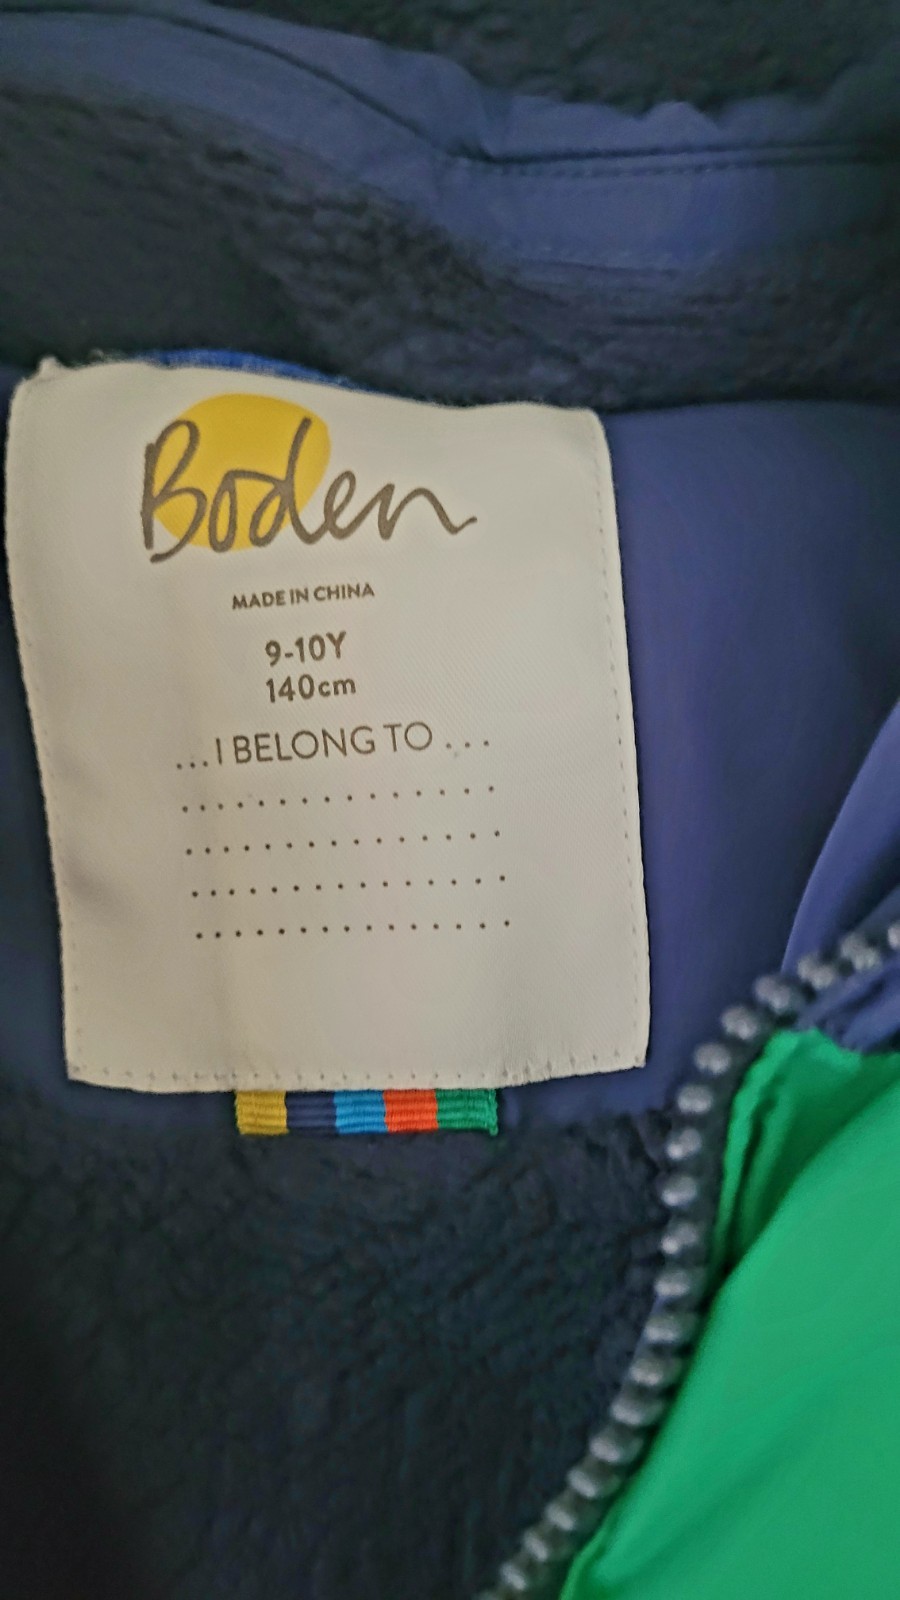 Boden
MADE IN CHINA
9-10Y
140cm
...I BELONG TO...